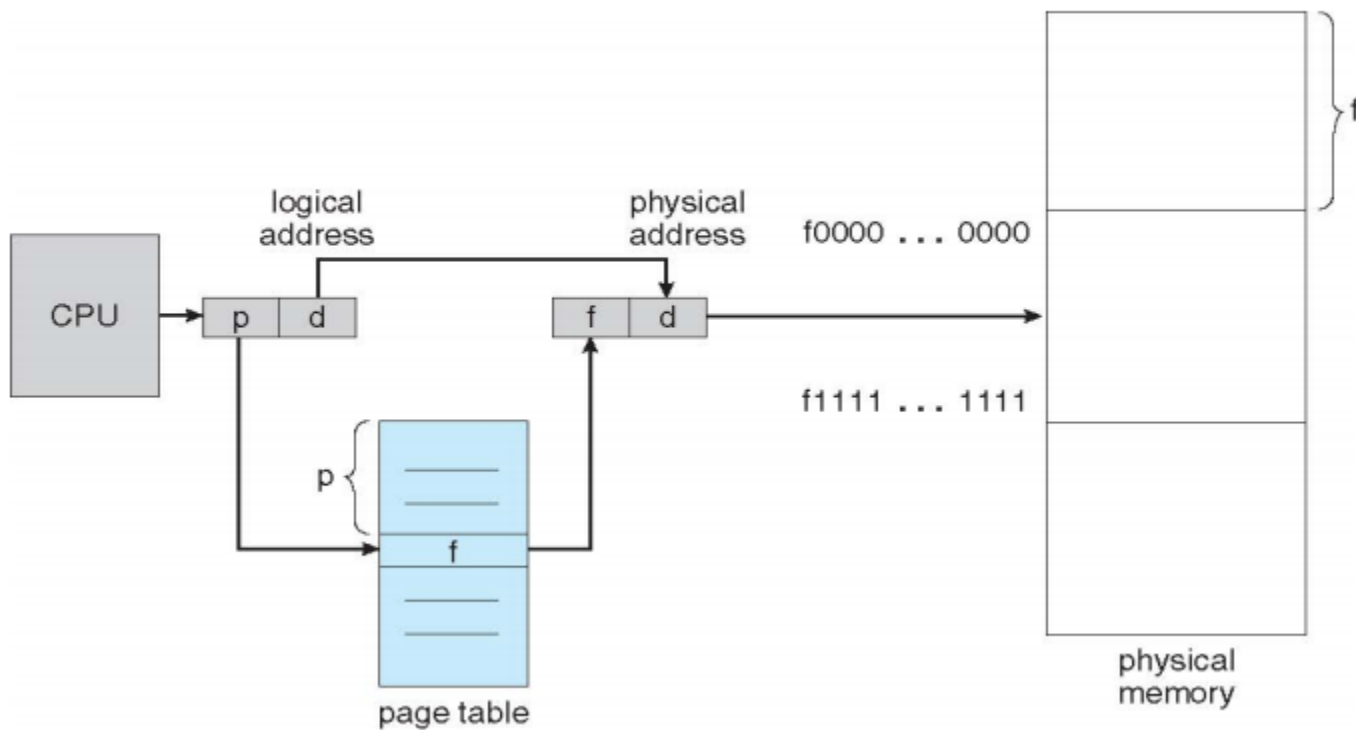 f
logical
address
physical
address
f0000 ... 0000
CPU
p
d
f
d
f1111 ... 1111
p
f
page table
physical
memory